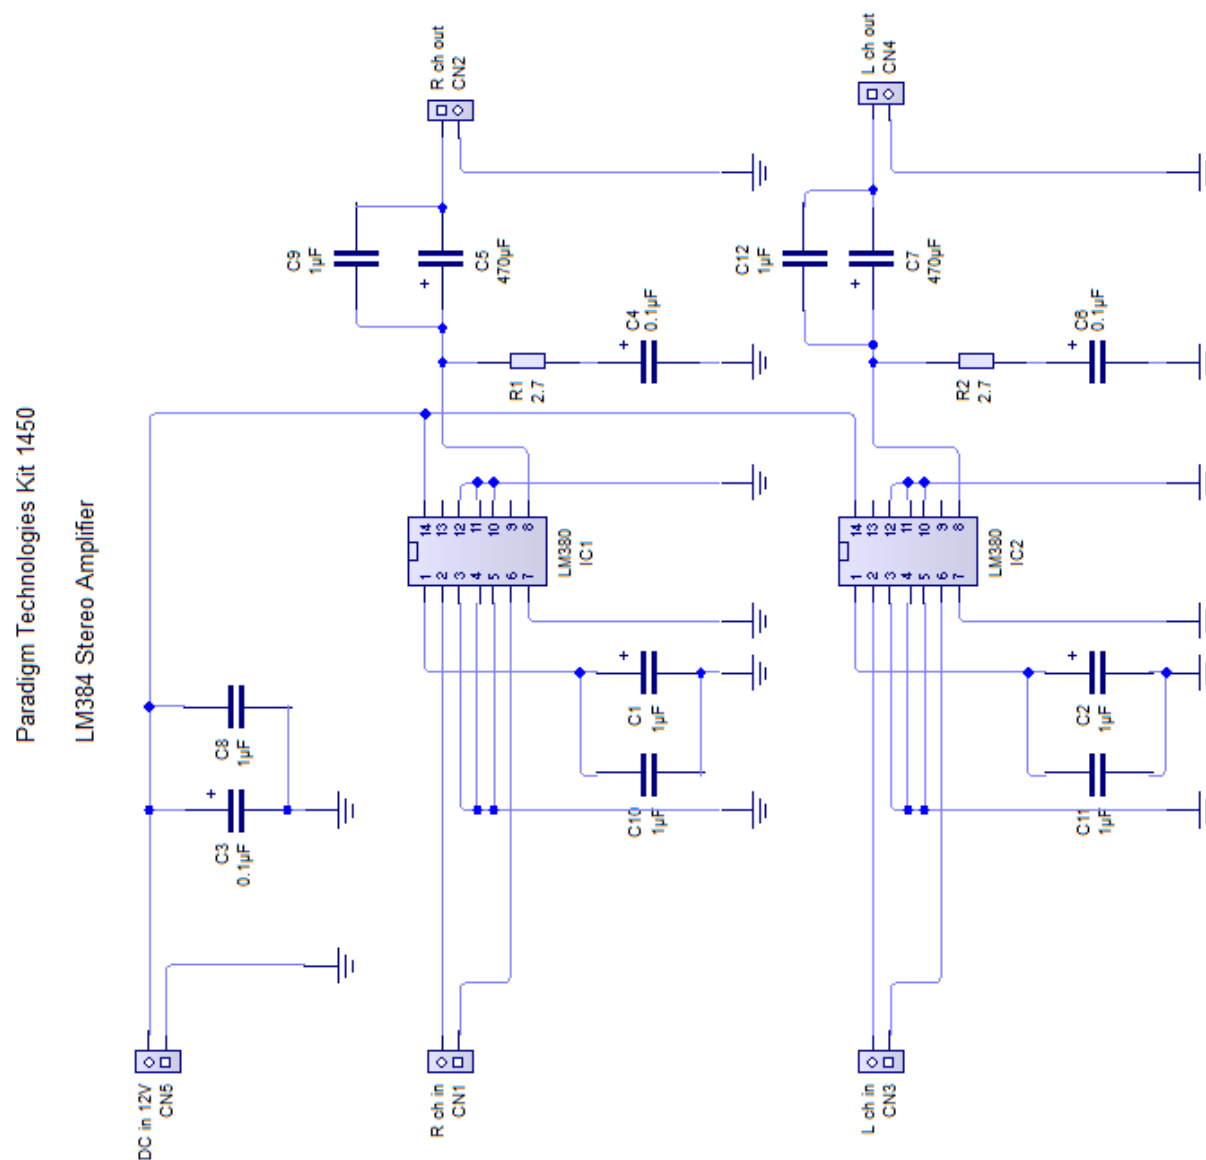 Paradigm Technologies Kit 1450
LM384 Stereo Amplifier
DC in 12V
CN5
C3
0.1µF
C8
1µF
R ch in
CN1
1
2
3
4
5
6
7
14
13
12
11
10
9
8
LM380
IC1
C10
1µF
+
C1
1µF
+
R1
2.7
+
C4
0.1µF
C9
1µF
+
C5
470µF
R ch out
CN2
L ch in
CN3
1
2
3
4
5
6
7
14
13
12
11
10
9
8
LM380
IC2
C11
1µF
+
C2
1µF
R2
2.7
+
C6
0.1µF
C12
1µF
+
C7
470µF
L ch out
CN4